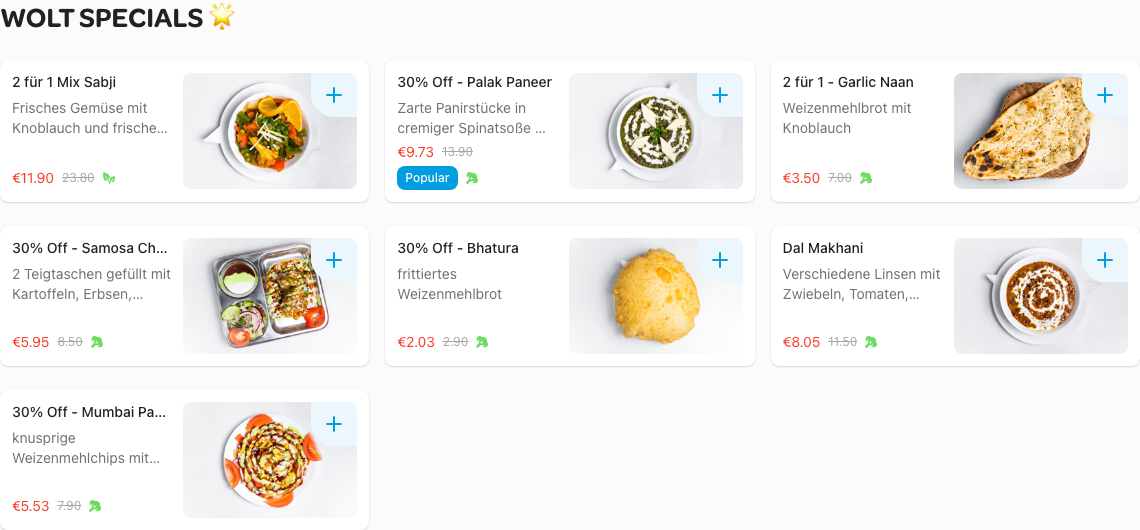 WOLT SPECIALS 🌟
2 für 1 Mix Sabji
Frisches Gemüse mit
Knoblauch und frische...
€11.90 23.80
30% Off - Palak Paneer
Zarte Panirstücke in
cremiger Spinatsoße ...
€9.73 13.90
Popular
2 für 1 - Garlic Naan
Weizenmehlbrot mit
Knoblauch
€3.50 7.00
30% Off - Samosa Ch...
2 Teigtaschen gefüllt mit
Kartoffeln, Erbsen,...
€5.95 8.50
30% Off - Bhatura
frittiertes
Weizenmehlbrot
€2.03 2.90
Dal Makhani
Verschiedene Linsen mit
Zwiebeln, Tomaten,...
€8.05 11.50
30% Off - Mumbai Pa...
knusprige
Weizenmehlchips mit...
€5.53 7.90